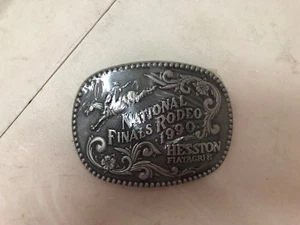 NATIONAL
FINALS RODEO
·1990·
HESSTON
FIATAGRI ®